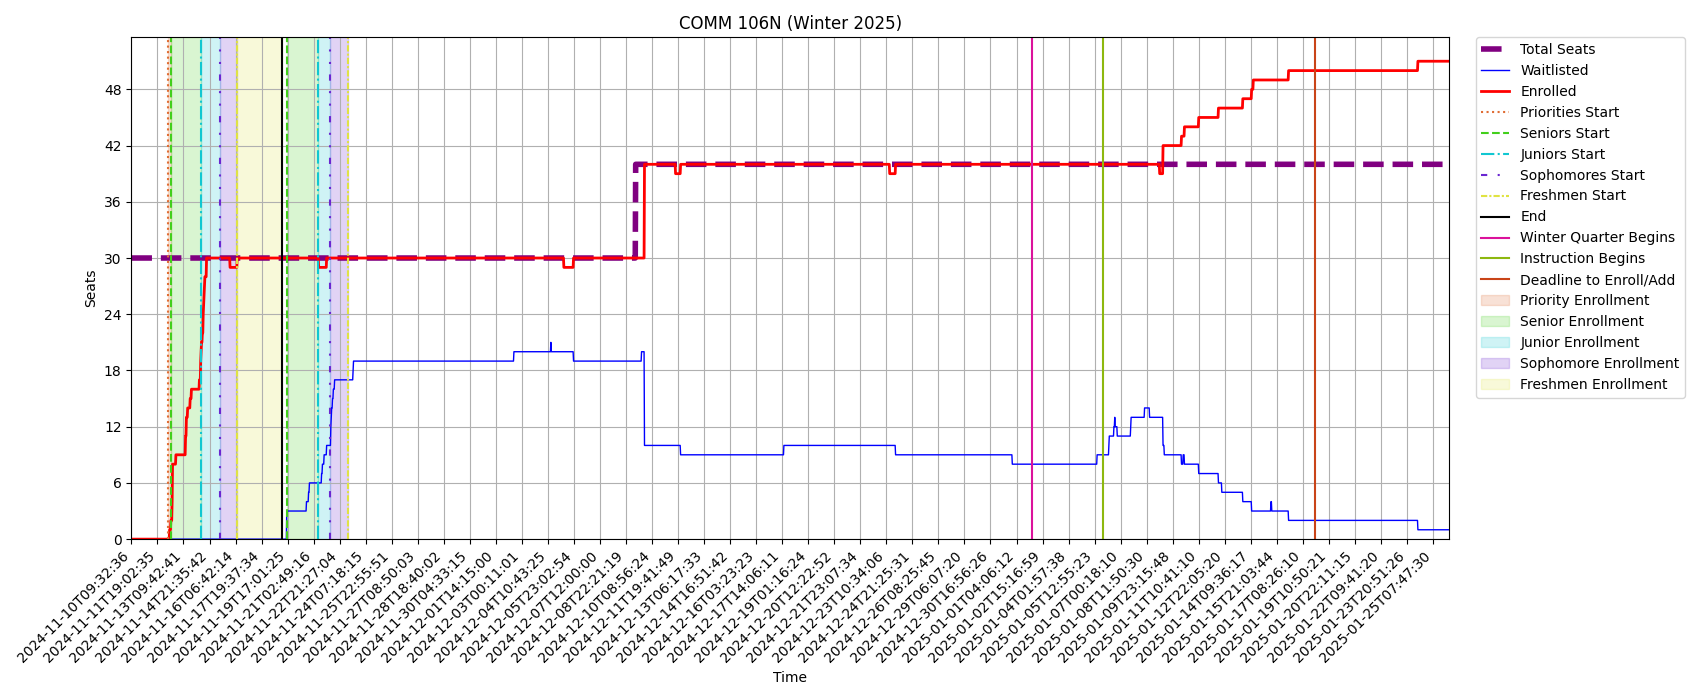 COMM 106N (Winter 2025)
Seats
48
42
36
30
24
18
12
6
0
2024-11-10T09:32:36
2024-11-11T19:02:35
2024-11-13T09:42:41
2024-11-14T21:35:42
2024-11-16T06:42:14
2024-11-17T19:37:34
2024-11-19T17:01:25
2024-11-21T02:49:16
2024-11-22T21:27:04
2024-11-24T07:18:15
2024-11-25T22:55:51
2024-11-27T08:50:03
2024-11-28T18:40:02
2024-11-30T04:33:15
2024-12-01T14:15:00
2024-12-03T00:11:01
2024-12-04T10:43:25
2024-12-05T23:02:54
2024-12-07T12:00:00
2024-12-08T22:21:19
2024-12-10T08:56:24
2024-12-11T19:41:49
2024-12-13T06:17:33
2024-12-14T16:51:42
2024-12-16T03:23:23
2024-12-17T14:06:11
2024-12-19T01:16:24
2024-12-20T12:22:52
2024-12-21T23:07:34
2024-12-23T10:34:06
2024-12-24T21:25:31
2024-12-26T08:25:45
2024-12-29T06:07:20
2024-12-30T16:56:26
2025-01-01T04:06:12
2025-01-02T15:16:59
2025-01-04T01:57:38
2025-01-05T12:55:23
2025-01-07T00:18:10
2025-01-08T11:50:30
2025-01-09T23:15:48
2025-01-11T10:41:10
2025-01-12T22:05:20
2025-01-14T09:36:17
2025-01-15T21:03:44
2025-01-17T08:26:10
2025-01-19T10:50:21
2025-01-20T22:11:15
2025-01-22T09:41:20
2025-01-23T20:51:26
2025-01-25T07:47:30
Time
Total Seats
Waitlisted
Enrolled
Priorities Start
Seniors Start
Juniors Start
Sophomores Start
Freshmen Start
End
Winter Quarter Begins
Instruction Begins
Deadline to Enroll/Add
Priority Enrollment
Senior Enrollment
Junior Enrollment
Sophomore Enrollment
Freshmen Enrollment